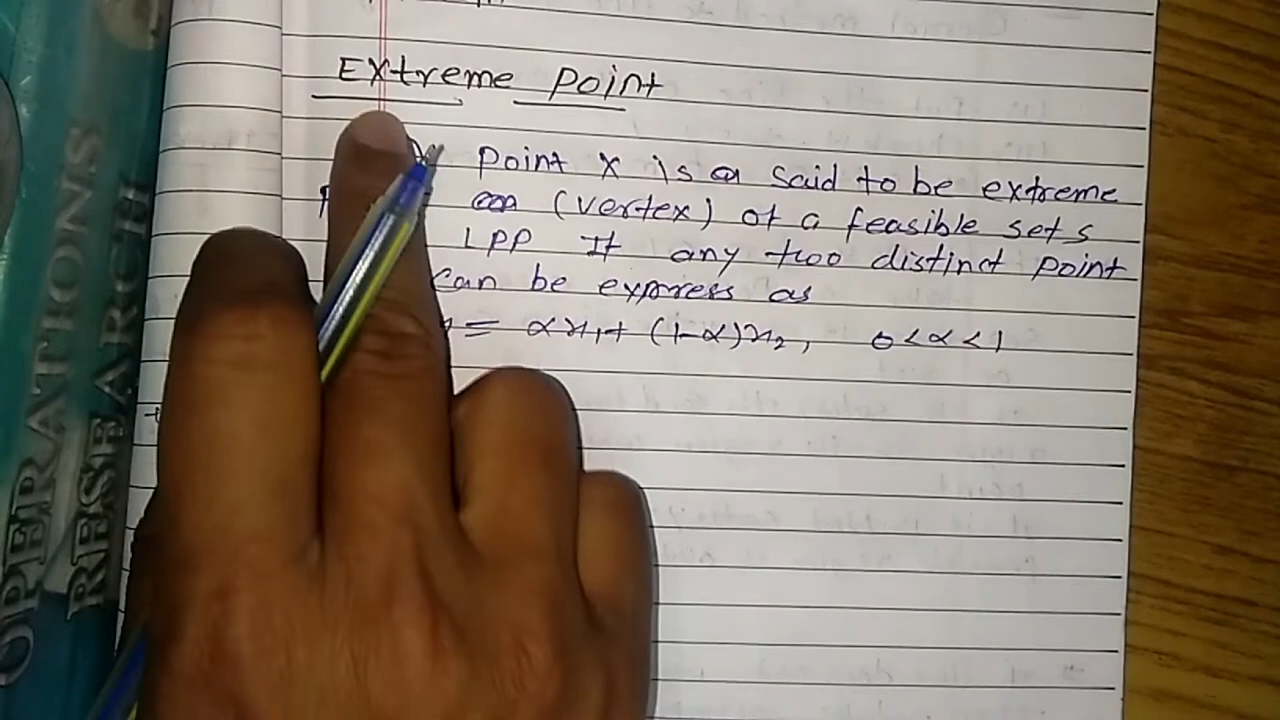 Extreme Point
Point x is a said to be extreme
(vertex) of a feasible sets
LPP If any two distinct point
can be express as
= αx₁+ (1-α)x₂, 0<α<1
OPERATIONS
RESEARCH